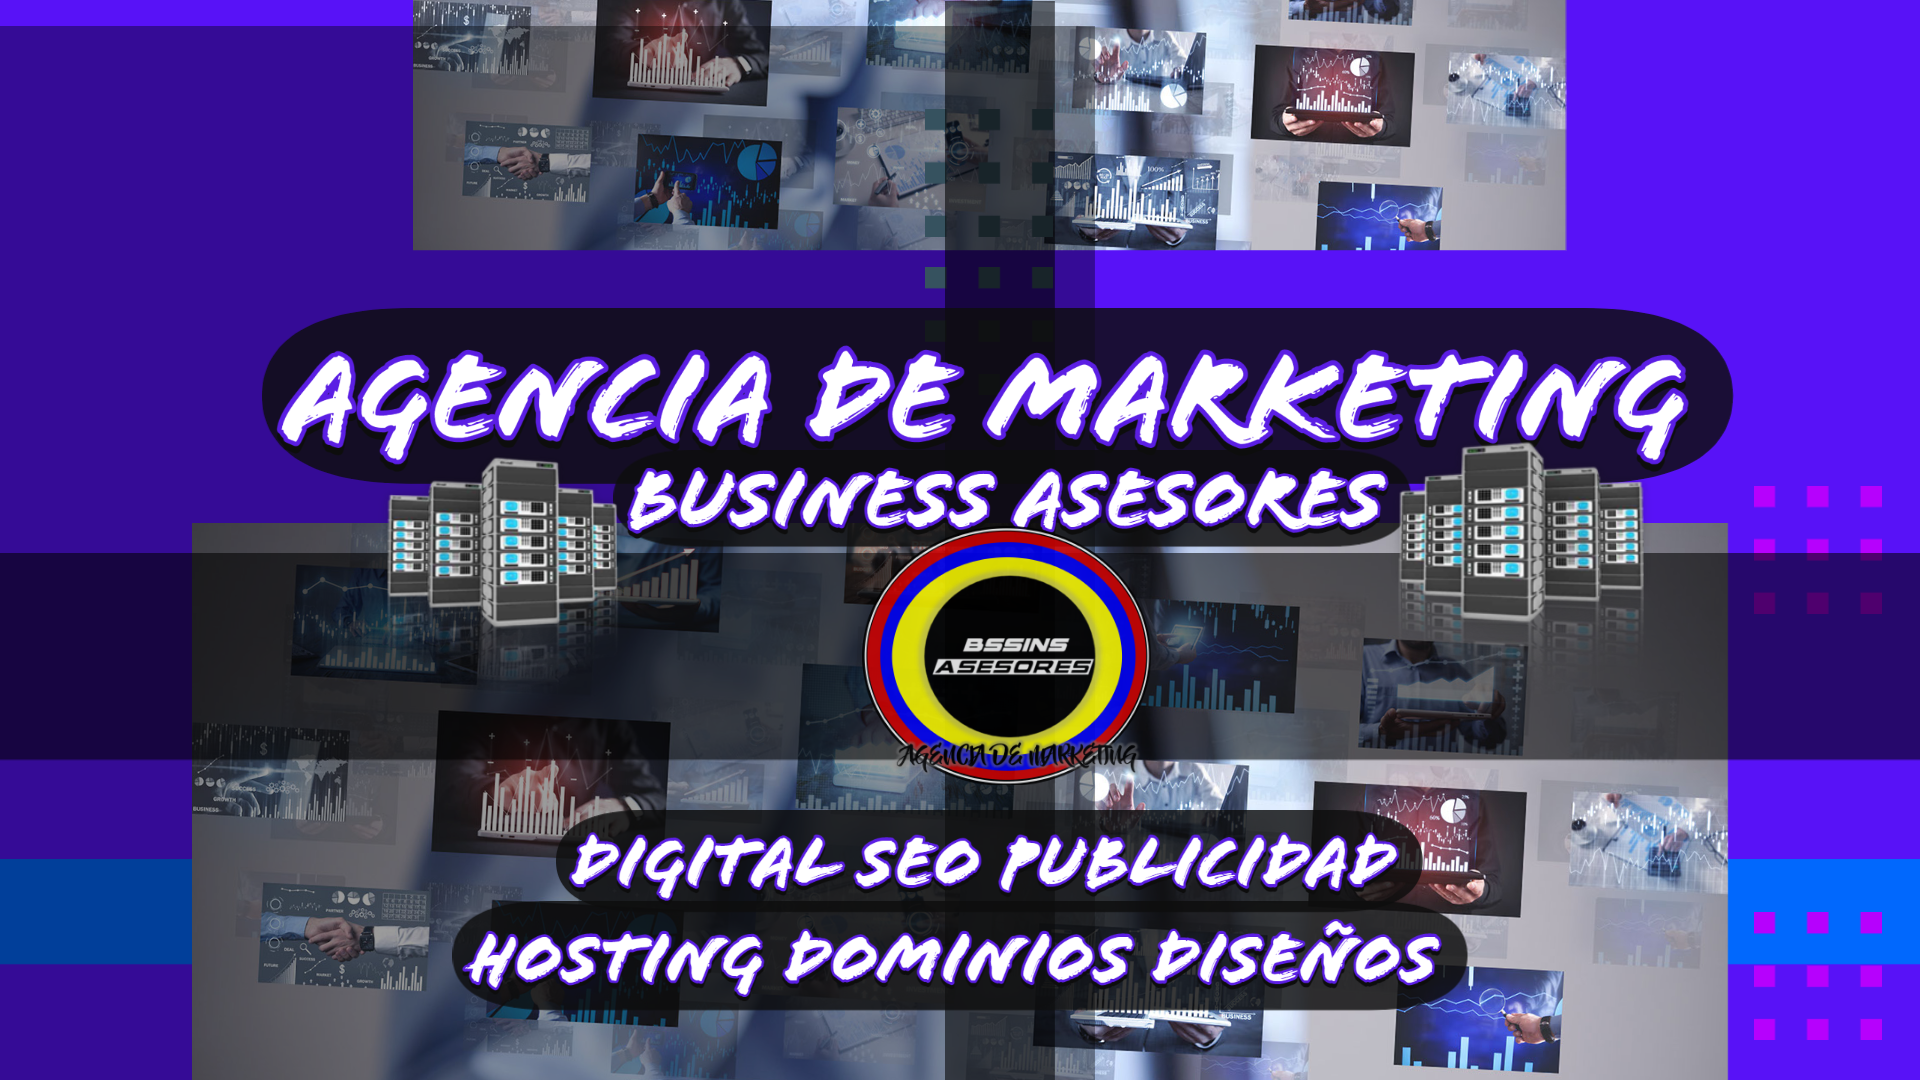 AGENCIA DE MARKETING
BUSINESS ASESORES
BSSINS
ASESORES
AGENCIA DE MARKETING
DIGITAL SEO PUBLICIDAD
HOSTING DOMINIOS DISEÑOS